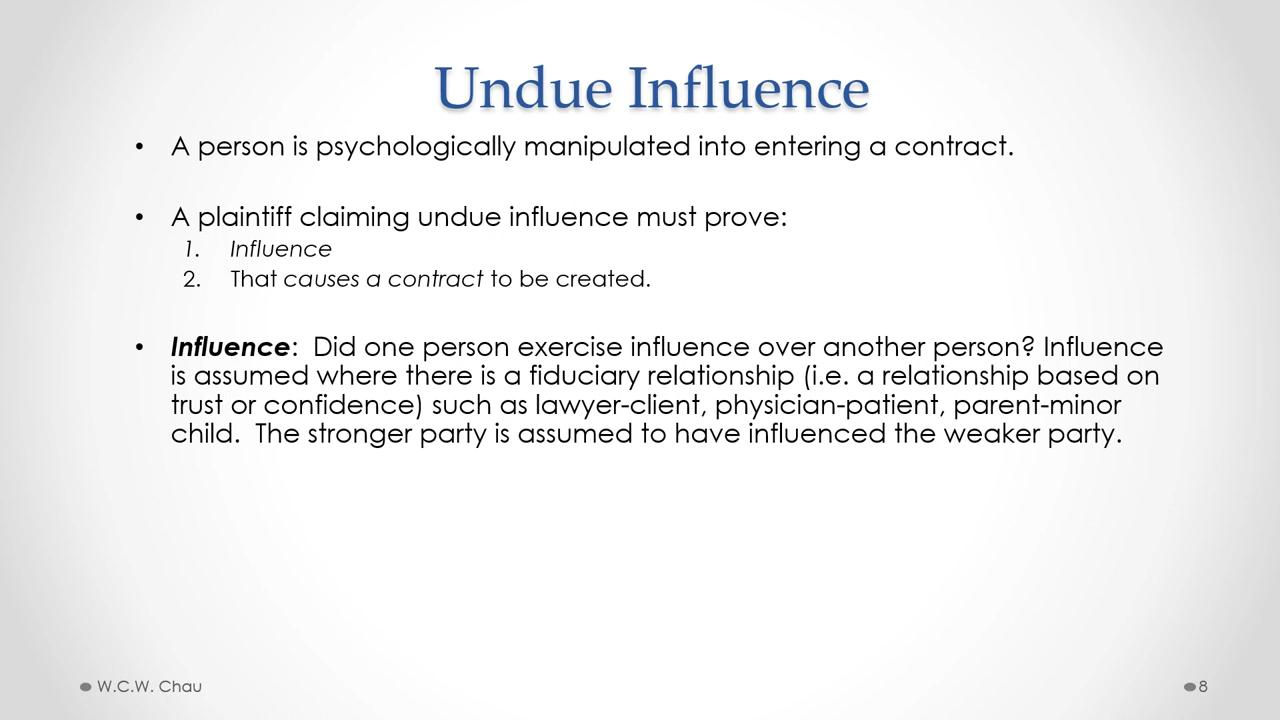 Undue Influence
• A person is psychologically manipulated into entering a contract.
• A plaintiff claiming undue influence must prove:
1. Influence
2. That causes a contract to be created.
• Influence:  Did one person exercise influence over another person? Influence
is assumed where there is a fiduciary relationship (i.e. a relationship based on
trust or confidence) such as lawyer-client, physician-patient, parent-minor
child.  The stronger party is assumed to have influenced the weaker party.
W.C.W. Chau
8